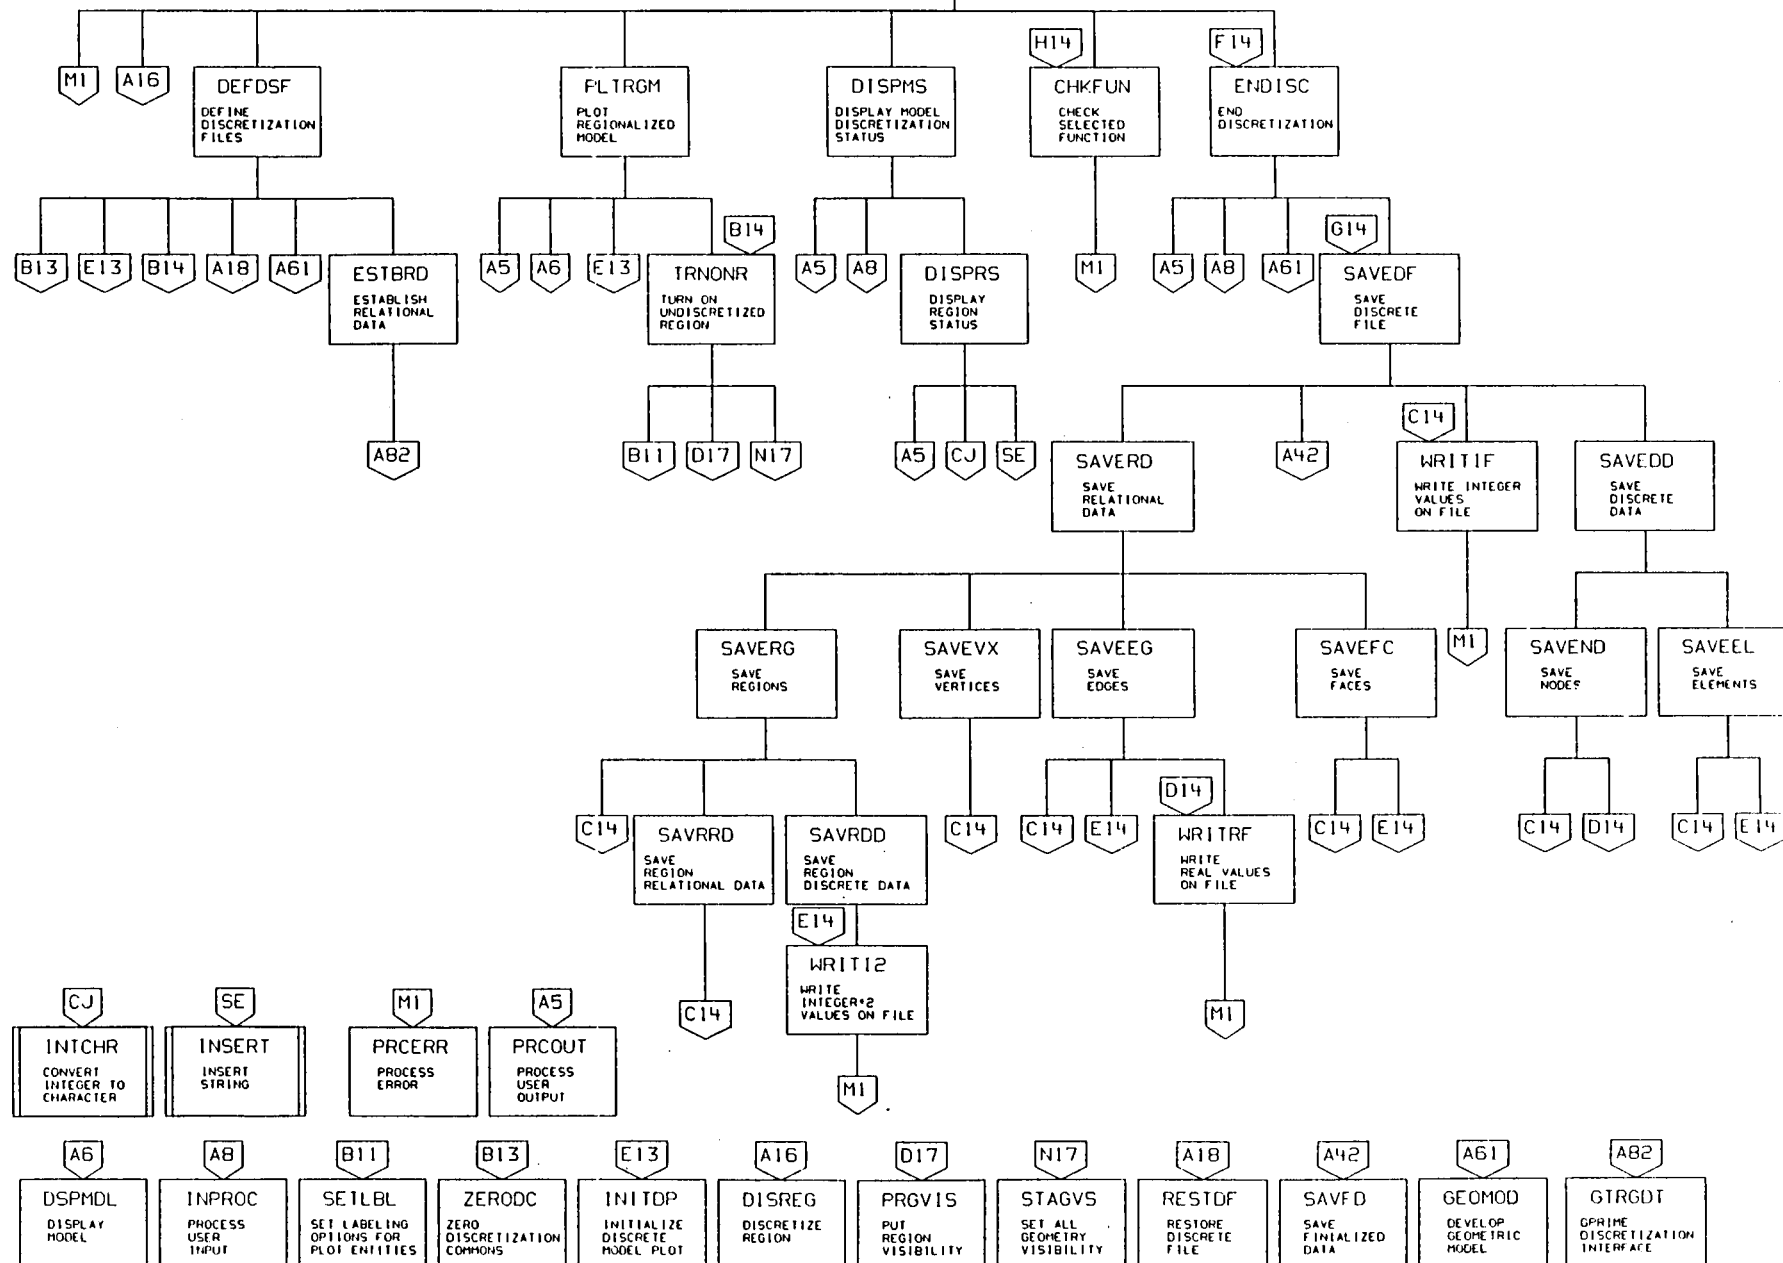 H14
F14
M1
A16
DEFDSF
DEFINE
DISCRETIZATION
FILES
PLTRGM
PLOT
REGIONALIZED
MODEL
DISPMS
DISPLAY MODEL
DISCRETIZATION
STATUS
CHKFUN
CHECK
SELECTED
FUNCTION
ENDISC
END
DISCRETIZATION
B14
G14
B13
E13
B14
A18
A61
ESTBRD
ESTABLISH
RELATIONAL
DATA
A5
A6
E13
TRNONR
TURN ON
UNDISCRETIZED
REGION
A5
A8
DISPRS
DISPLAY
REGION
STATUS
M1
A5
A8
A61
SAVEDF
SAVE
DISCRETE
FILE
C14
A82
B11
D17
N17
A5
CJ
SE
SAVERD
SAVE
RELATIONAL
DATA
A42
WRITIF
WRITE INTEGER
VALUES
ON FILE
SAVEDD
SAVE
DISCRETE
DATA
SAVERG
SAVE
REGIONS
SAVEVX
SAVE
VERTICES
SAVEEG
SAVE
EDGES
SAVEFC
SAVE
FACES
M1
SAVEND
SAVE
NODES
SAVEEL
SAVE
ELEMENTS
D14
C14
SAVRRD
SAVE
REGION
RELATIONAL DATA
SAVRDD
SAVE
REGION
DISCRETE DATA
C14
C14
E14
WRITRF
WRITE
REAL VALUES
ON FILE
C14
E14
C14
D14
C14
E14
E14
WRITI2
WRITE
INTEGER*2
VALUES ON FILE
C14
M1
M1
CJ
SE
M1
A5
INTCHR
CONVERT
INTEGER TO
CHARACTER
INSERT
INSERT
STRING
PRCERR
PROCESS
ERROR
PRCOUT
PROCESS
USER
OUTPUT
A6
A8
B11
B13
E13
A16
D17
N17
A18
A42
A61
A82
DSPMDL
DISPLAY
MODEL
INPROC
PROCESS
USER
INPUT
SETLBL
SET LABELING
OPTIONS FOR
PLOT ENTITIES
ZERODC
ZERO
DISCRETIZATION
COMMONS
INITDP
INITIALIZE
DISCRETE
MODEL PLOT
DISREG
DISCRETIZE
REGION
PRGVIS
PUT
REGION
VISIBILITY
STAGVS
SET ALL
GEOMETRY
VISIBILITY
RESTDF
RESTORE
DISCRETE
FILE
SAVFD
SAVE
FINIALIZED
DATA
GEOMOD
DEVELOP
GEOMETRIC
MODEL
GTRGDT
GPRIME
DISCRETIZATION
INTERFACE